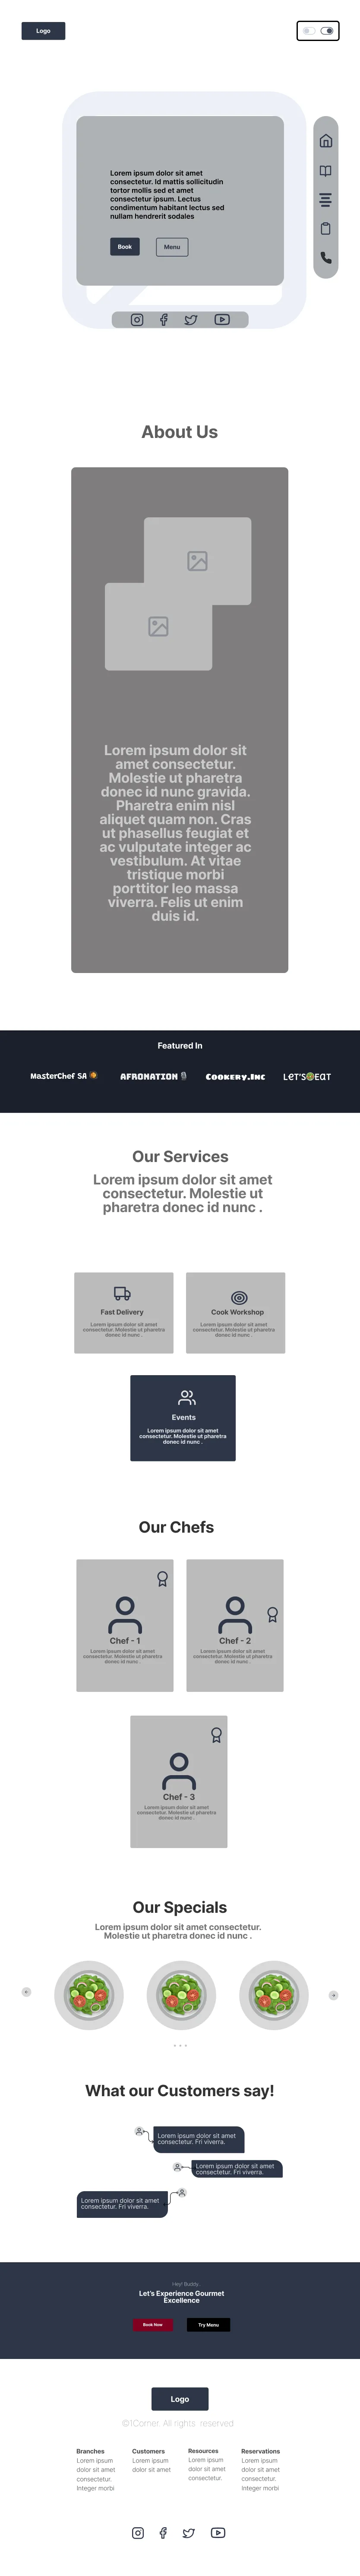 Logo
Lorem ipsum dolor sit amet
consectetur. Id mattis sollicitudin
tortor mollis sed et amet
consectetur ipsum. Lectus
condimentum habitant lectus sed
nullam hendrerit sodales
Book
Menu
About Us
Lorem ipsum dolor sit
amet consectetur.
Molestie ut pharetra
donec id nunc gravida.
Pharetra enim nisl
aliquet quam non. Cras
ut phasellus feugiat et
ac vulputate integer ac
vestibulum. At vitae
tristique morbi
porttitor leo massa
viverra. Felis ut enim
duis id.
Featured In
MasterChef SA
AFRONATION
Cookery.Inc
LET'S EAT
Our Services
Lorem ipsum dolor sit amet
consectetur. Molestie ut
pharetra donec id nunc .
Fast Delivery
Lorem ipsum dolor sit amet
consectetur. Molestie ut pharetra
donec id nunc .
Cook Workshop
Lorem ipsum dolor sit amet
consectetur. Molestie ut pharetra
donec id nunc .
Events
Lorem ipsum dolor sit amet
consectetur. Molestie ut pharetra
donec id nunc .
Our Chefs
Chef - 1
Lorem ipsum dolor sit amet
consectetur. Molestie ut pharetra
donec id nunc .
Chef - 2
Lorem ipsum dolor sit amet
consectetur. Molestie ut pharetra
donec id nunc .
Chef - 3
Lorem ipsum dolor sit amet
consectetur. Molestie ut pharetra
donec id nunc .
Our Specials
Lorem ipsum dolor sit amet consectetur.
Molestie ut pharetra donec id nunc .
What our Customers say!
Lorem ipsum dolor sit amet
consectetur. Fri viverra.
Lorem ipsum dolor sit amet
consectetur. Fri viverra.
Lorem ipsum dolor sit amet
consectetur. Fri viverra.
Hey! Buddy,
Let's Experience Gourmet
Excellence
Book Now
Try Menu
Logo
©1Corner. All rights reserved
Branches
Lorem ipsum
dolor sit amet
consectetur.
Integer morbi
Customers
Lorem ipsum
dolor sit amet
Resources
Lorem ipsum
dolor sit amet
consectetur.
Reservations
Lorem ipsum
dolor sit amet
consectetur.
Integer morbi